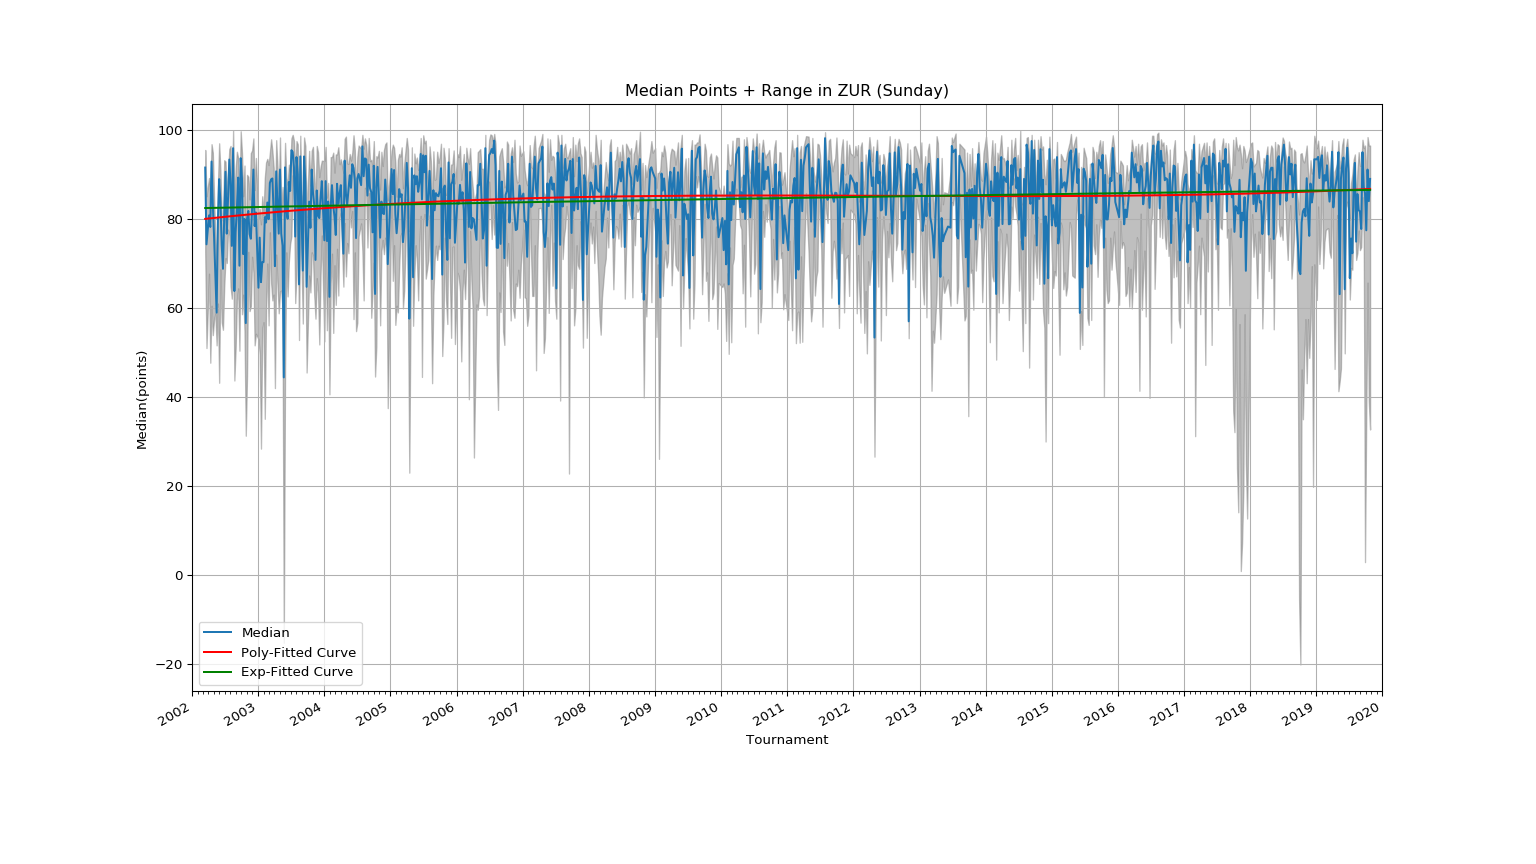 Median Points + Range in ZUR (Sunday)
Median(points)
100
80
60
40
20
0
−20
Median
Poly-Fitted Curve
Exp-Fitted Curve
2002 2003 2004 2005 2006 2007 2008 2009 2010 2011 2012 2013 2014 2015 2016 2017 2018 2019 2020
Tournament